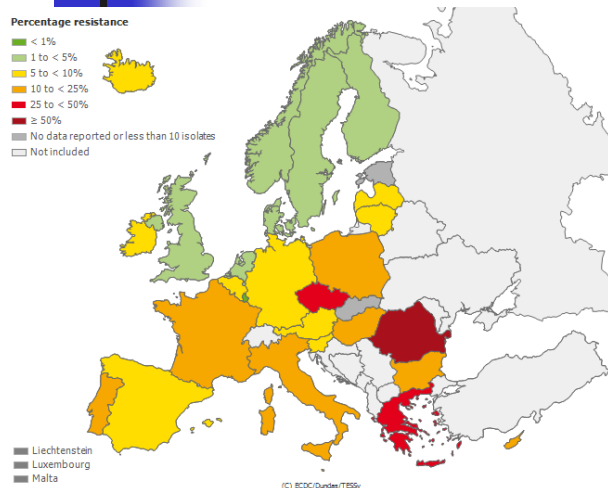 Percentage resistance
< 1%
1 to < 5%
5 to < 10%
10 to < 25%
25 to < 50%
≥ 50%
No data reported or less than 10 isolates
Not included
Liechtenstein
Luxembourg
Malta
(C) ECDC/Dundas/TESSy